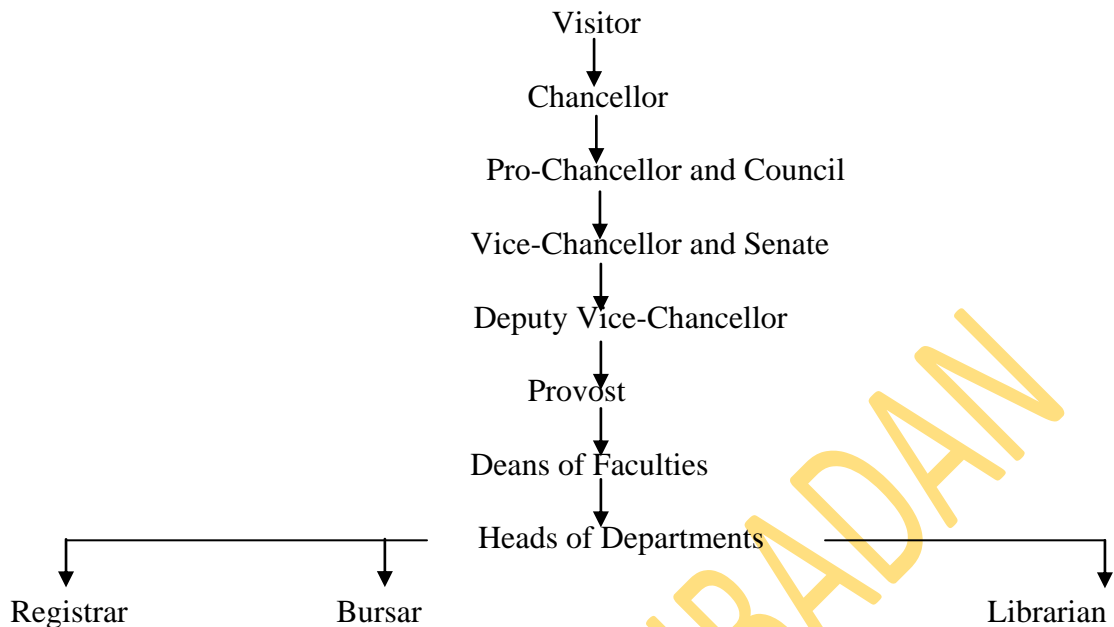 Visitor
Chancellor
Pro-Chancellor and Council
Vice-Chancellor and Senate
Deputy Vice-Chancellor
Provost
Deans of Faculties
Heads of Departments
Registrar Bursar Librarian
BADAN